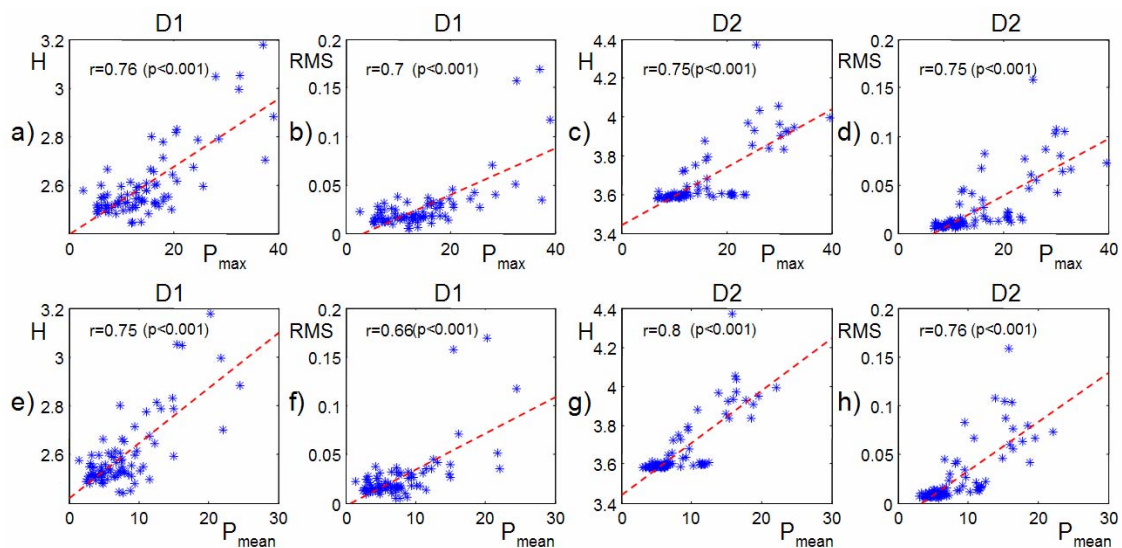 D1 D1 D2 D2
3.2 0.2 4.4 0.2
H RMS H RMS
r=0.76 (p<0.001) r=0.7 (p<0.001) r=0.75(p<0.001) r=0.75 (p<0.001)
3 0.15 4.2 0.15
a) b) c) d)
2.8 0.1 4 0.1
3.8
2.6 0.05 3.6 0.05
0 3.4 0
0 20 40 0 20 40 0 20 40 0 20 40
Pmax Pmax Pmax Pmax
D1 D1 D2 D2
3.2 0.2 4.4 0.2
H RMS H RMS
r=0.75 (p<0.001) r=0.66(p<0.001) r=0.8 (p<0.001) r=0.76 (p<0.001)
3 0.15 4.2 0.15
e) f) g) h)
2.8 0.1 4 0.1
3.8
2.6 0.05 3.6 0.05
0 3.4 0
0 10 20 30 0 10 20 30 0 10 20 30 0 10 20 30
Pmean Pmean Pmean Pmean